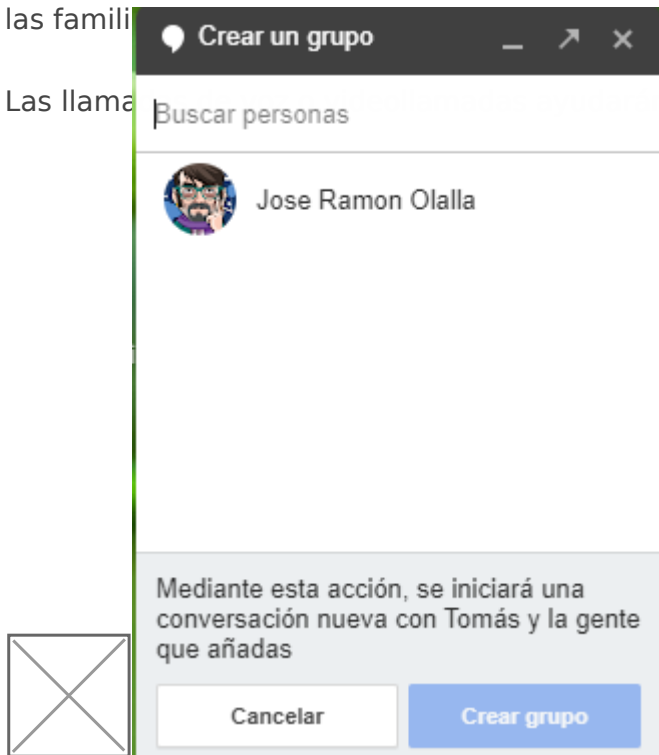 las famili
Crear un grupo
Las llama
Buscar personas
Jose Ramon Olalla
Mediante esta acción, se iniciará una
conversación nueva con Tomás y la gente
que añadas
Cancelar
Crear grupo